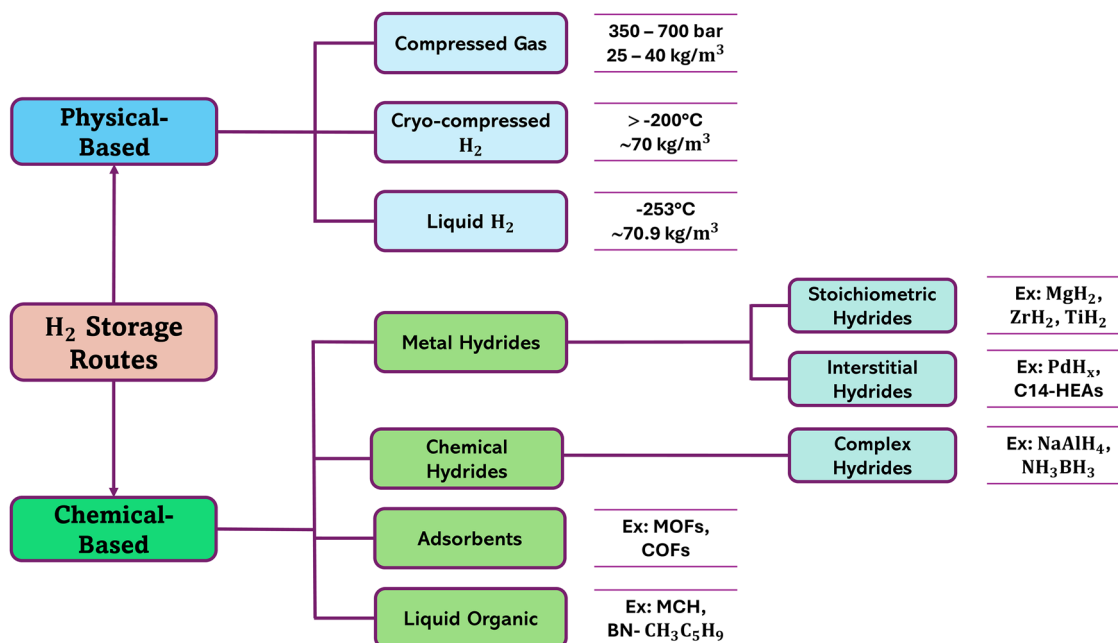 Compressed Gas
350 – 700 bar
25 – 40 kg/m³
Physical-
Based
Cryo-compressed
H₂
> -200°C
~70 kg/m³
Liquid H₂
-253°C
~70.9 kg/m³
H₂ Storage
Routes
Metal Hydrides
Stoichiometric
Hydrides
Ex: MgH₂,
ZrH₂, TiH₂
Interstitial
Hydrides
Ex: PdHₓ,
C14-HEAs
Chemical
Hydrides
Complex
Hydrides
Ex: NaAlH₄,
NH₃BH₃
Chemical-
Based
Adsorbents
Ex: MOFs,
COFs
Liquid Organic
Ex: MCH,
BN- CH₃C₅H₉